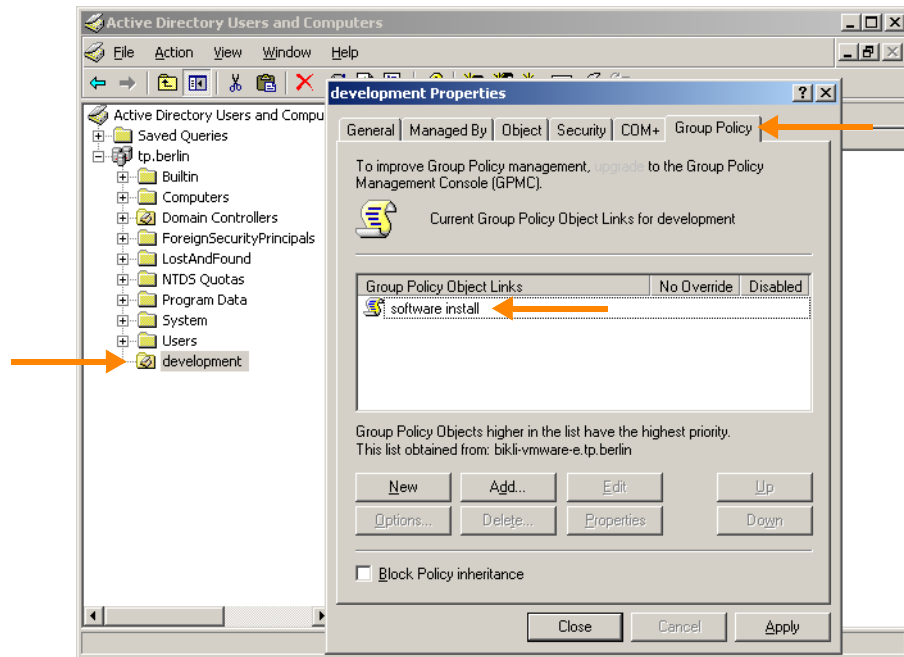 Active Directory Users and Computers
File Action View Window Help
Active Directory Users and Compu
Saved Queries
tp.berlin
Builtin
Computers
Domain Controllers
ForeignSecurityPrincipals
LostAndFound
NTDS Quotas
Program Data
System
Users
development
development Properties
General Managed By Object Security COM+ Group Policy
To improve Group Policy management, upgrade to the Group Policy
Management Console (GPMC).
Current Group Policy Object Links for development
Group Policy Object Links No Override Disabled
software install
Group Policy Objects higher in the list have the highest priority.
This list obtained from: bikli-vmware-e.tp.berlin
New Add... Edit Up
Options... Delete... Properties Down
Block Policy inheritance
Close Cancel Apply